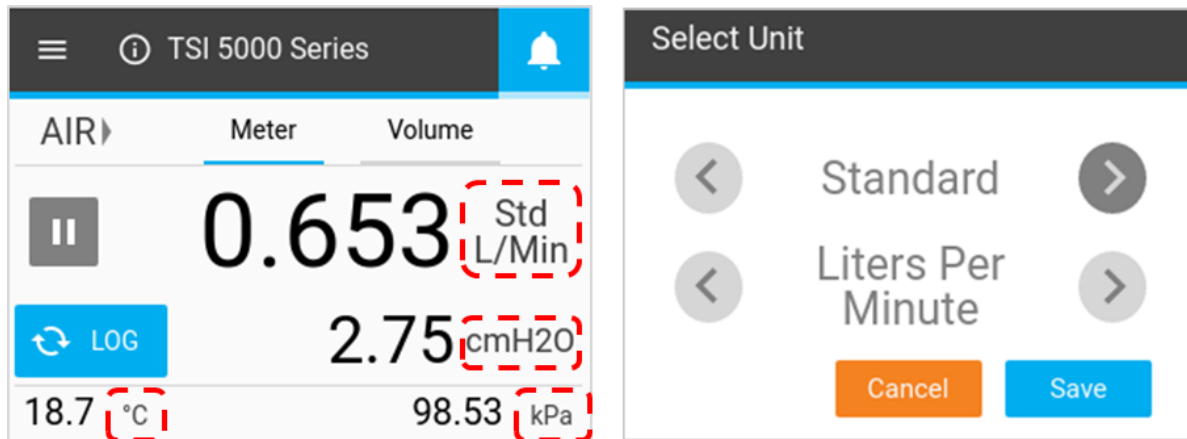 TSI 5000 Series
AIR
Meter
Volume
0.653 Std L/Min
LOG
2.75 cmH2O
18.7 °C
98.53 kPa
Select Unit
Standard
Liters Per
Minute
Cancel
Save